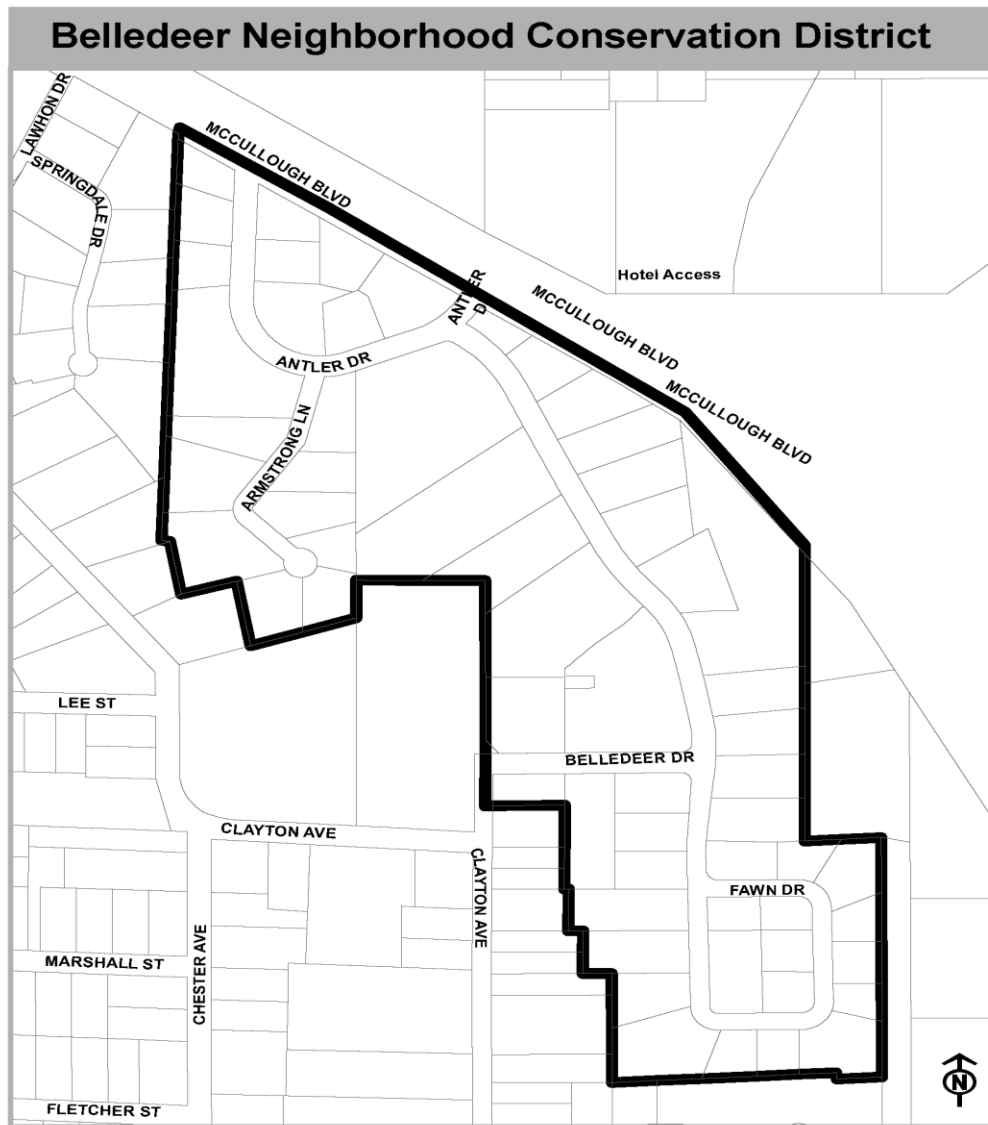 Belledeer Neighborhood Conservation District
LAWHON DR
SPRINGDALE DR
MCCULLOUGH BLVD
Hotel Access
ANTLER
D
MCCULLOUGH BLVD
ANTLER DR
MCCULLOUGH BLVD
ARMSTRONG LN
LEE ST
BELLEDEER DR
CLAYTON AVE
CLAYTON AVE
FAWN DR
MARSHALL ST
CHESTER AVE
FLETCHER ST
N